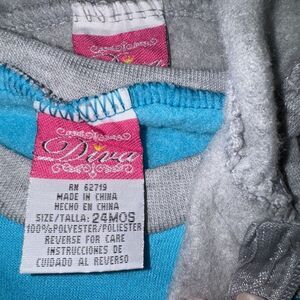 Diva
Diva
RN 62719
MADE IN CHINA
HECHO EN CHINA
SIZE/TALLA: 24MOS
100%POLYESTER/POLIESTER
REVERSE FOR CARE
INSTRUCCIONES DE
CUIDADO AL REVERSO